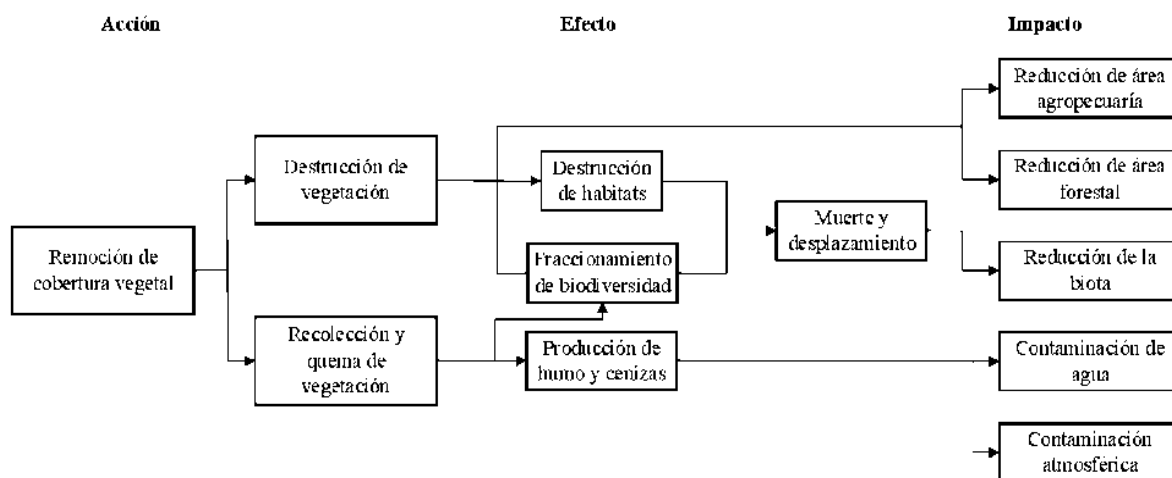 Acción
Efecto
Impacto
Reducción de área
agropecuaría
Destrucción de
vegetación
Destrucción
de habitats
Reducción de área
forestal
Muerte y
desplazamiento
Remoción de
cobertura vegetal
Fraccionamiento
de biodiversidad
Reducción de la
biota
Recolección y
quema de
vegetación
Producción de
humo y cenizas
Contaminación de
agua
Contaminación
atmosférica